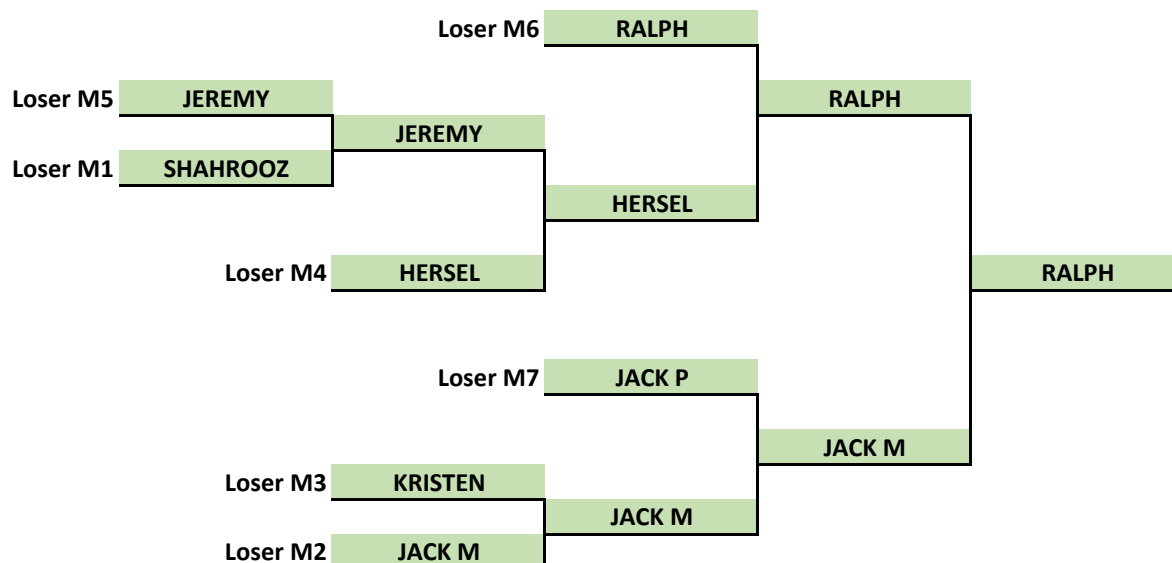 Loser M6 RALPH
Loser M5 JEREMY RALPH
JEREMY
Loser M1 SHAHROOZ
HERSEL
Loser M4 HERSEL RALPH
Loser M7 JACK P
JACK M
Loser M3 KRISTEN
JACK M
Loser M2 JACK M